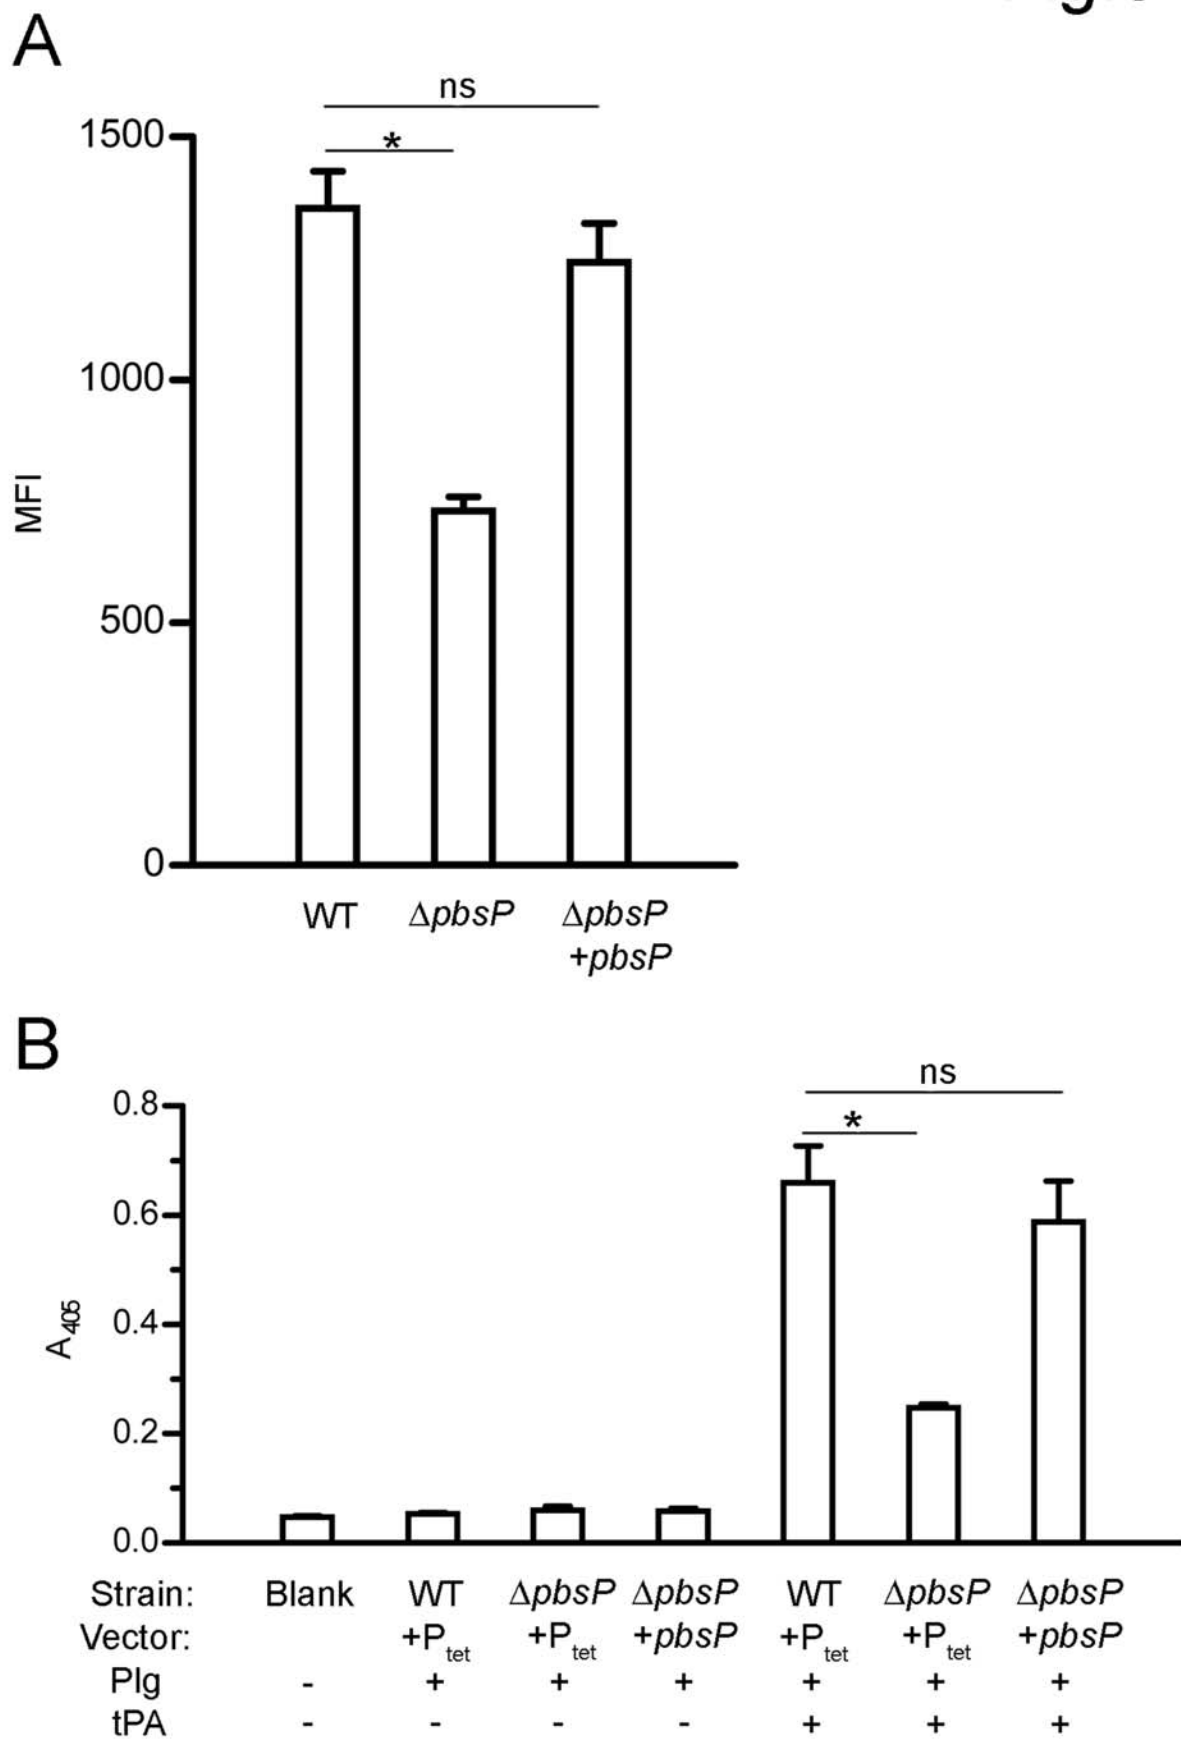 A
ns
*
1500
1000
500
0
MFI
WT ΔpbsP ΔpbsP
+pbsP
B
ns
*
0.8
0.6
0.4
0.2
0.0
A405
Strain: Blank WT ΔpbsP ΔpbsP WT ΔpbsP ΔpbsP
Vector: +Ptet +Ptet +pbsP +Ptet +Ptet +pbsP
Plg - + + + + + +
tPA - - - - + + +